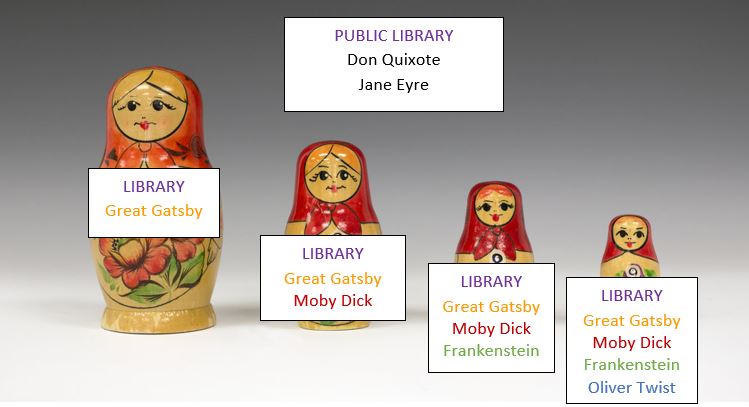 PUBLIC LIBRARY
Don Quixote
Jane Eyre
LIBRARY
Great Gatsby
LIBRARY
Great Gatsby
Moby Dick
LIBRARY
Great Gatsby
Moby Dick
Frankenstein
LIBRARY
Great Gatsby
Moby Dick
Frankenstein
Oliver Twist